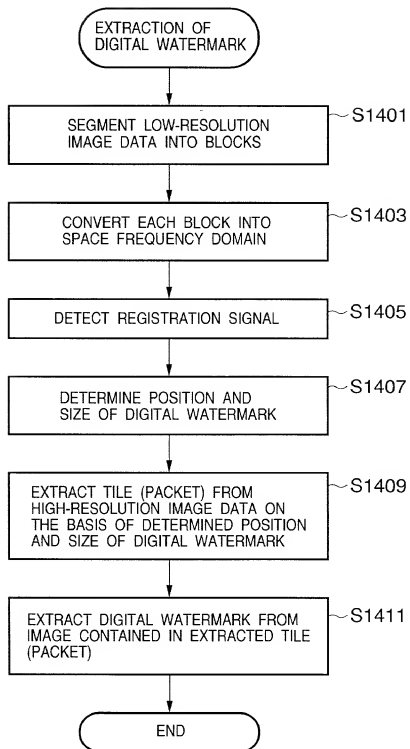 EXTRACTION OF
DIGITAL WATERMARK
S1401
SEGMENT LOW-RESOLUTION
IMAGE DATA INTO BLOCKS
S1403
CONVERT EACH BLOCK INTO
SPACE FREQUENCY DOMAIN
S1405
DETECT REGISTRATION SIGNAL
S1407
DETERMINE POSITION AND
SIZE OF DIGITAL WATERMARK
S1409
EXTRACT TILE (PACKET) FROM
HIGH-RESOLUTION IMAGE DATA ON
THE BASIS OF DETERMINED POSITION
AND SIZE OF DIGITAL WATERMARK
S1411
EXTRACT DIGITAL WATERMARK FROM
IMAGE CONTAINED IN EXTRACTED TILE
(PACKET)
END